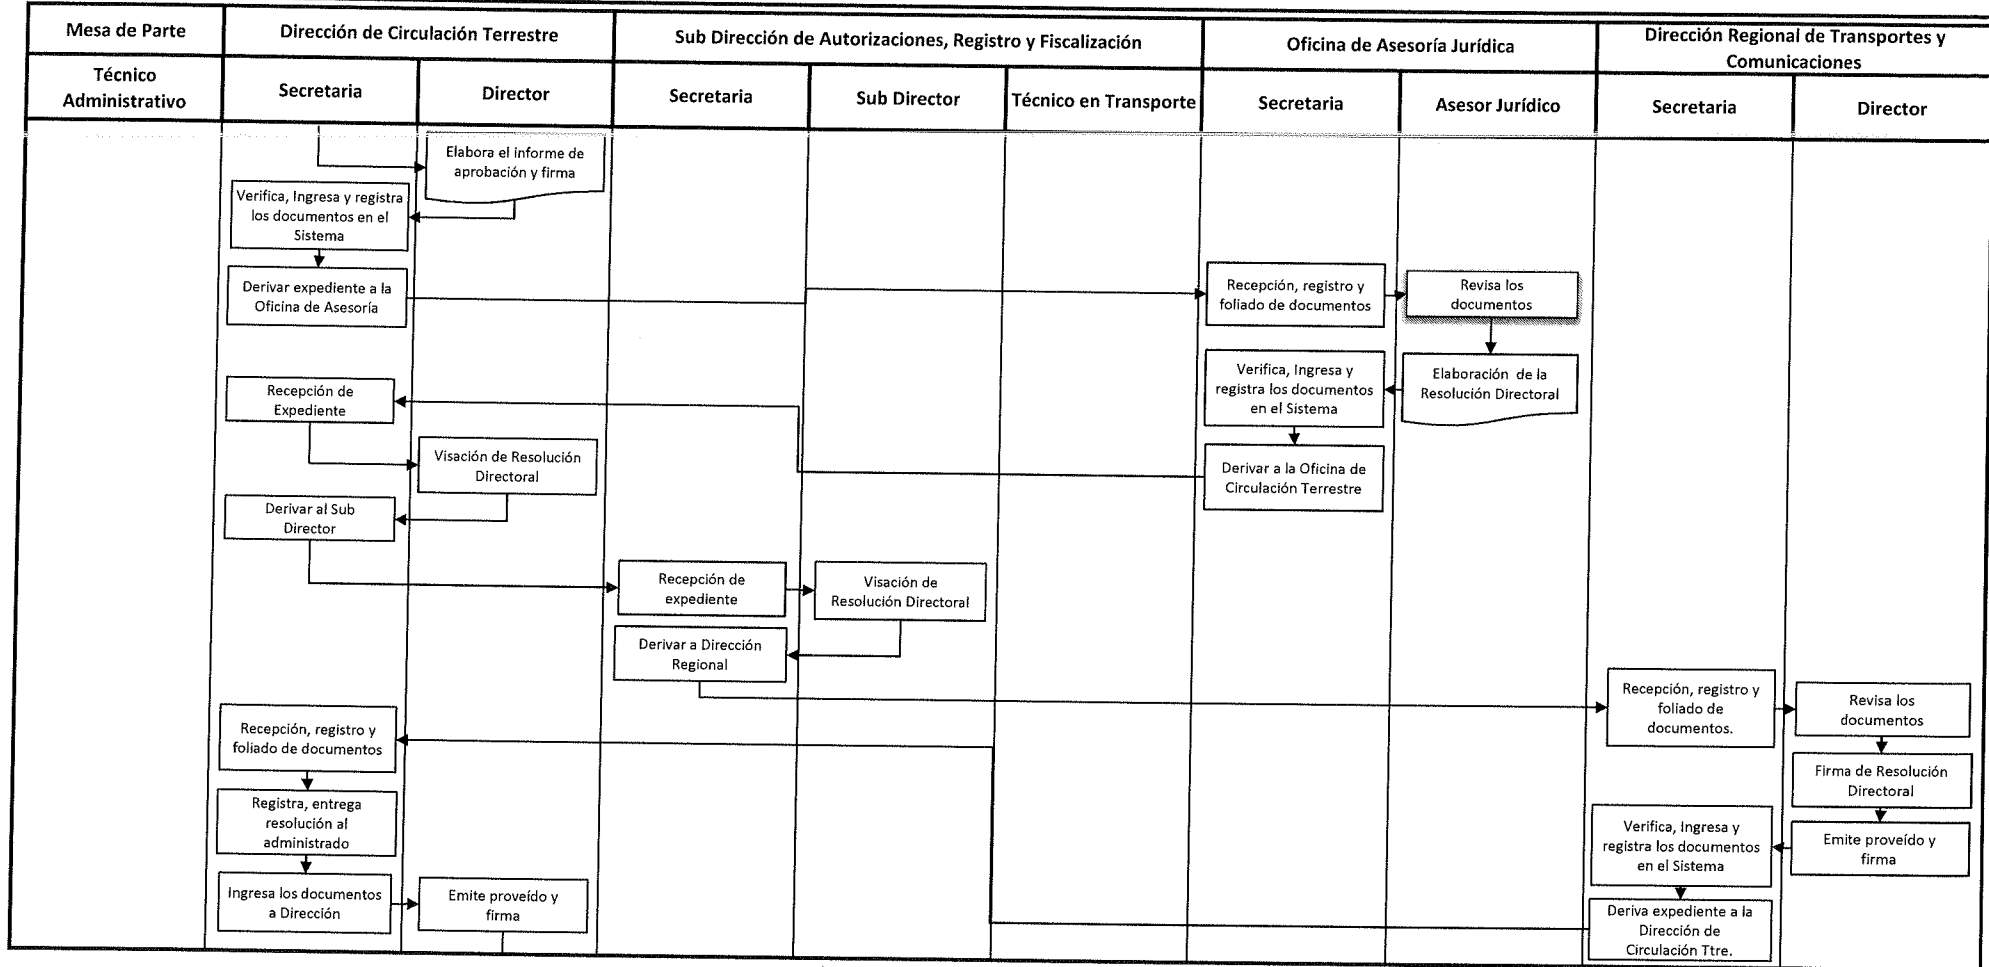 Mesa de Parte
Dirección de Circulación Terrestre
Sub Dirección de Autorizaciones, Registro y Fiscalización
Oficina de Asesoría Jurídica
Dirección Regional de Transportes y
Comunicaciones
Técnico
Administrativo
Secretaria
Director
Secretaria
Sub Director
Técnico en Transporte
Secretaria
Asesor Jurídico
Secretaria
Director
Elabora el informe de
aprobación y firma
Verifica, Ingresa y registra
los documentos en el
Sistema
Derivar expediente a la
Oficina de Asesoría
Recepción, registro y
foliado de documentos
Revisa los
documentos
Elaboración de la
Resolución Directoral
Verifica, Ingresa y
registra los documentos
en el Sistema
Derivar a la Oficina de
Circulación Terrestre
Recepción de
Expediente
Visación de Resolución
Directoral
Derivar al Sub
Director
Recepción de
expediente
Visación de
Resolución Directoral
Derivar a Dirección
Regional
Recepción, registro y
foliado de
documentos.
Revisa los
documentos
Firma de Resolución
Directoral
Emite proveído y
firma
Verifica, Ingresa y
registra los documentos
en el Sistema
Deriva expediente a la
Dirección de
Circulación Ttre.
Recepción, registro y
foliado de documentos
Registra, entrega
resolución al
administrado
Ingresa los documentos
a Dirección
Emite proveído y
firma